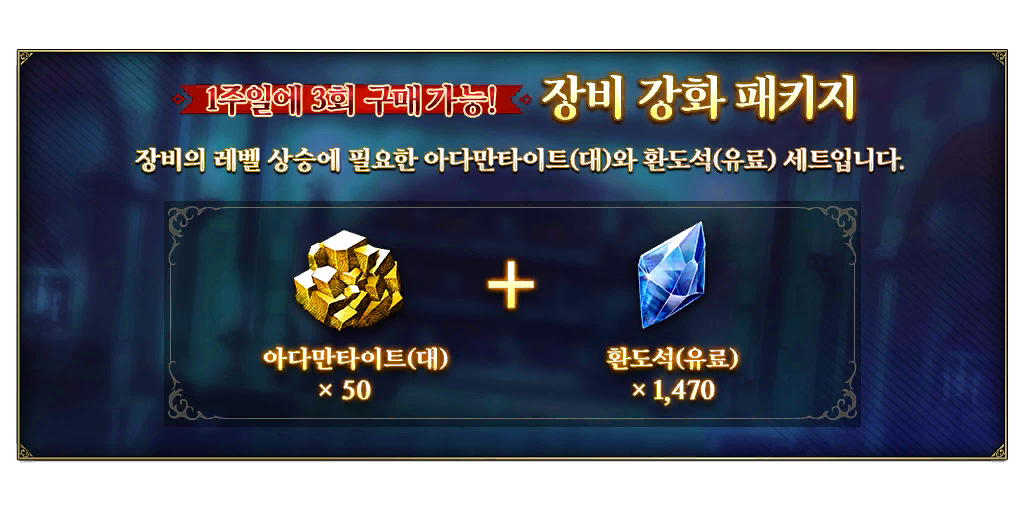 1주일에 3회 구매 가능! 장비 강화 패키지
장비의 레벨 상승에 필요한 아다만타이트(대)와 환도석(유료) 세트입니다.
+
아다만타이트(대) 환도석(유료)
× 50 × 1,470